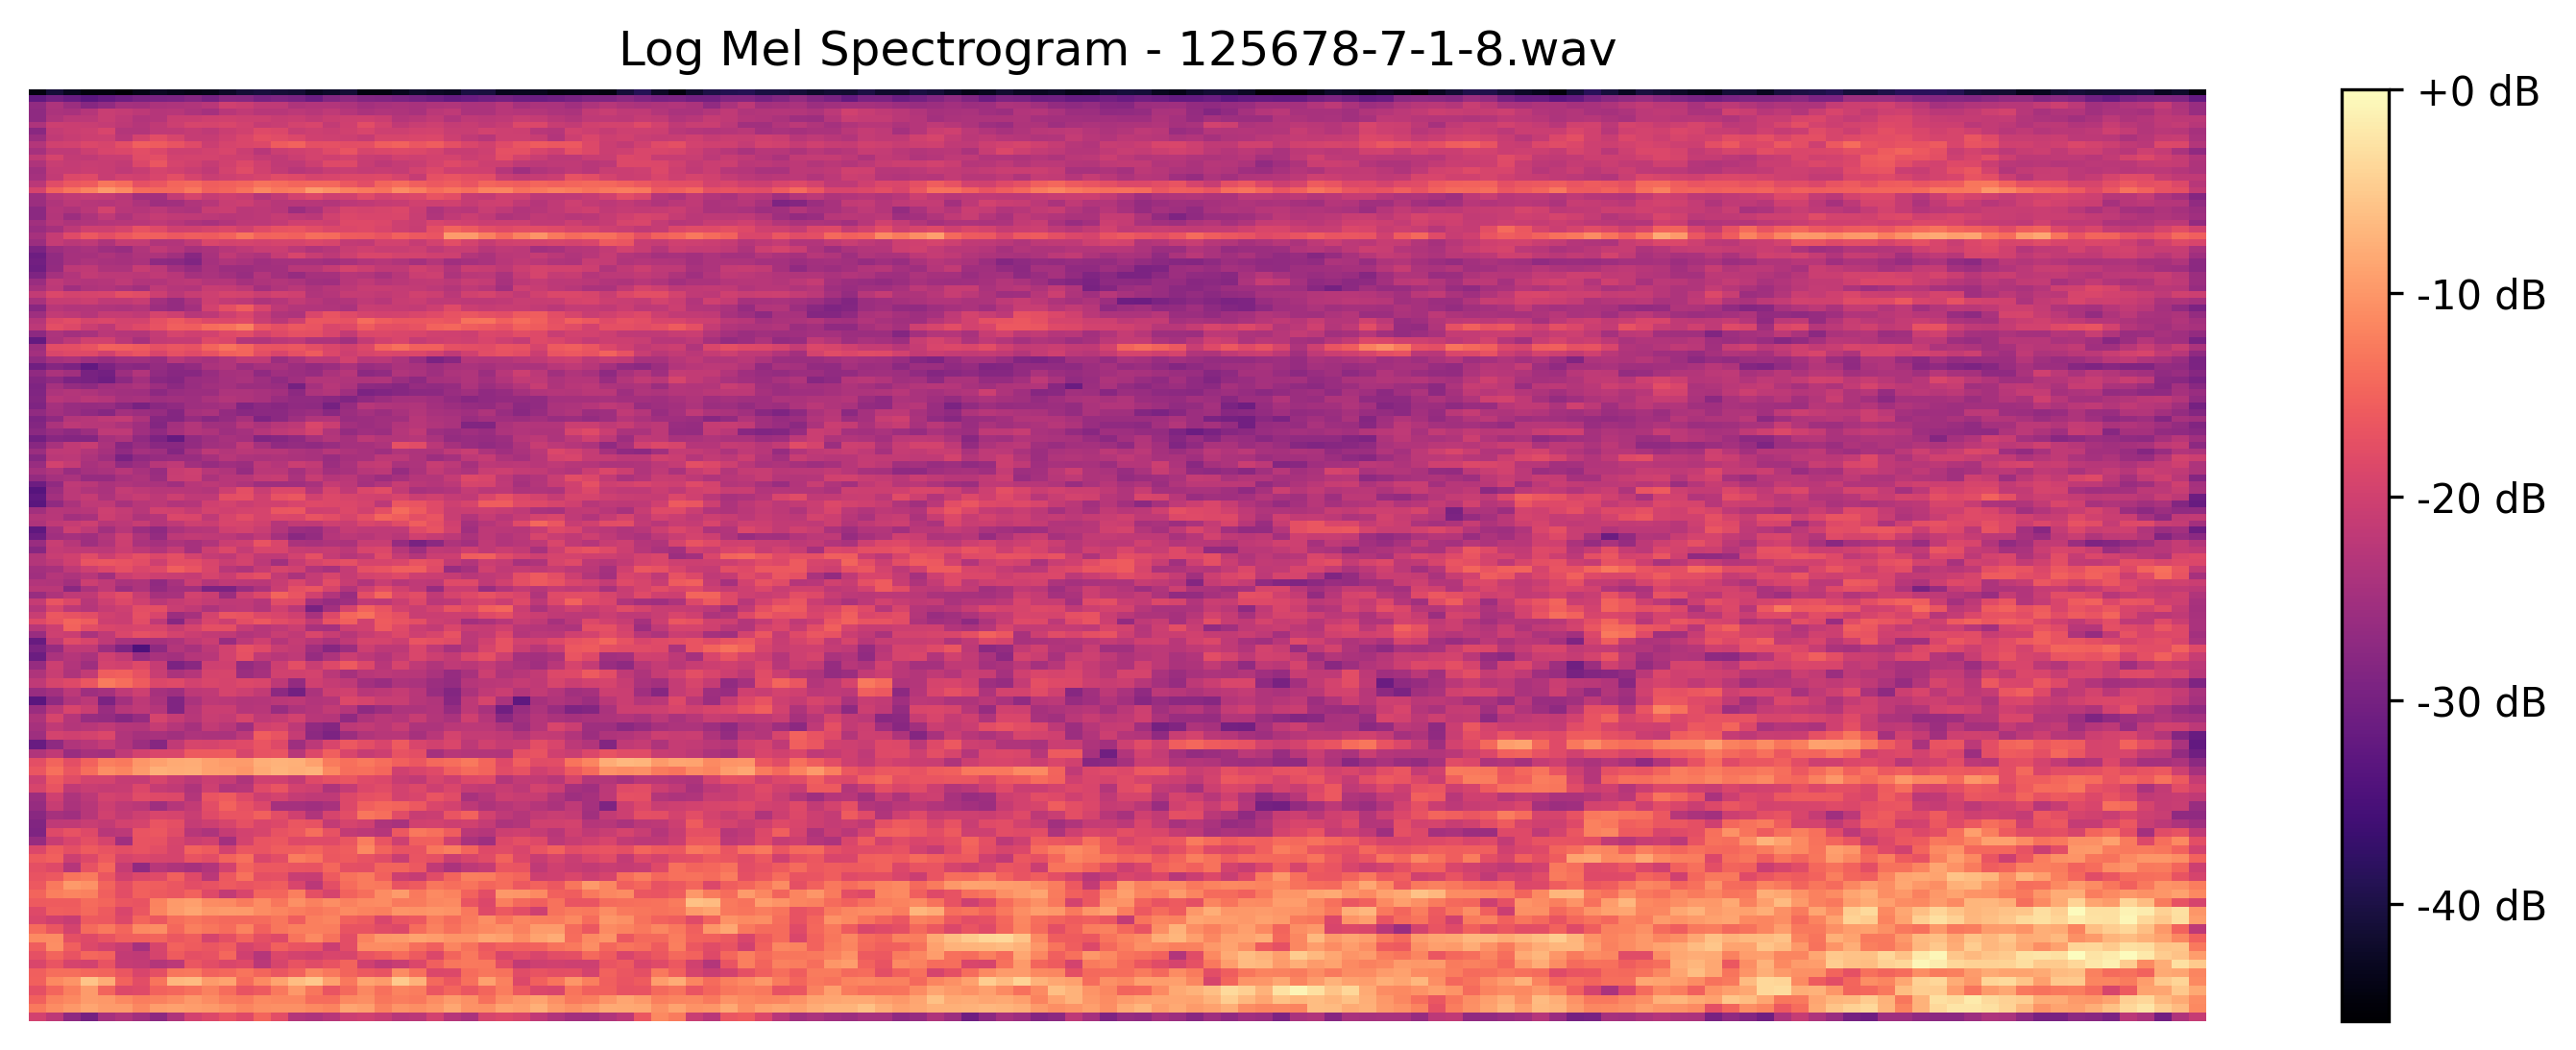 Log Mel Spectrogram - 125678-7-1-8.wav
+0 dB
-10 dB
-20 dB
-30 dB
-40 dB